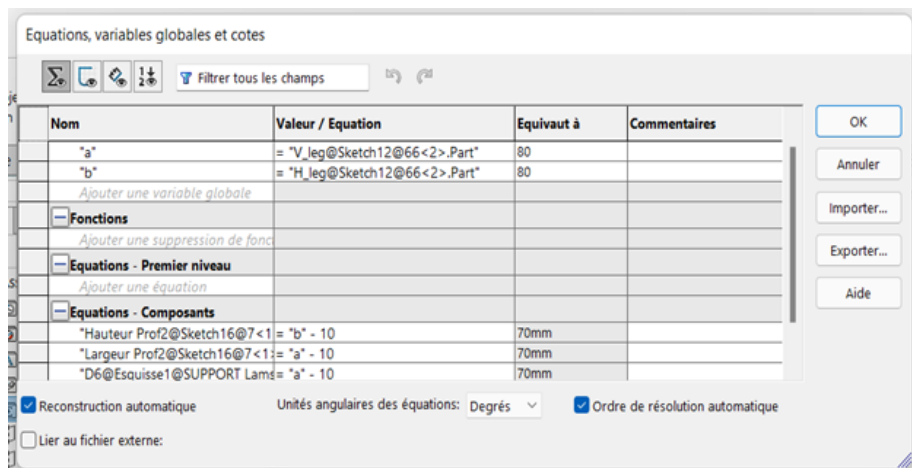 Equations, variables globales et cotes
Filtrer tous les champs
Nom Valeur / Equation Equivaut à Commentaires
"a" = "V_leg@Sketch12@66<2>.Part" 80
"b" = "H_leg@Sketch12@66<2>.Part" 80
Ajouter une variable globale
Fonctions
Ajouter une suppression de fonct
Equations - Premier niveau
Ajouter une équation
Equations - Composants
"Hauteur Prof2@Sketch16@7<1 = "b" - 10 70mm
"Largeur Prof2@Sketch16@7<1> = "a" - 10 70mm
"D6@Esquisse1@SUPPORT Lams = "a" - 10 70mm
OK
Annuler
Importer...
Exporter...
Aide
Reconstruction automatique Unités angulaires des équations: Degrés Ordre de résolution automatique
Lier au fichier externe: